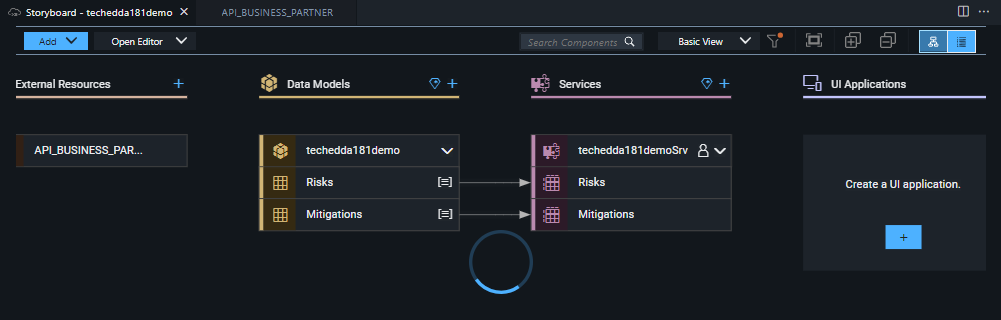 Storyboard - techedda181demo
API_BUSINESS_PARTNER
Add
Open Editor
Search Components
Basic View
External Resources
Data Models
Services
UI Applications
API_BUSINESS_PAR...
techedda181demo
techedda181demoSrv
Risks
Risks
Mitigations
Mitigations
Create a UI application.